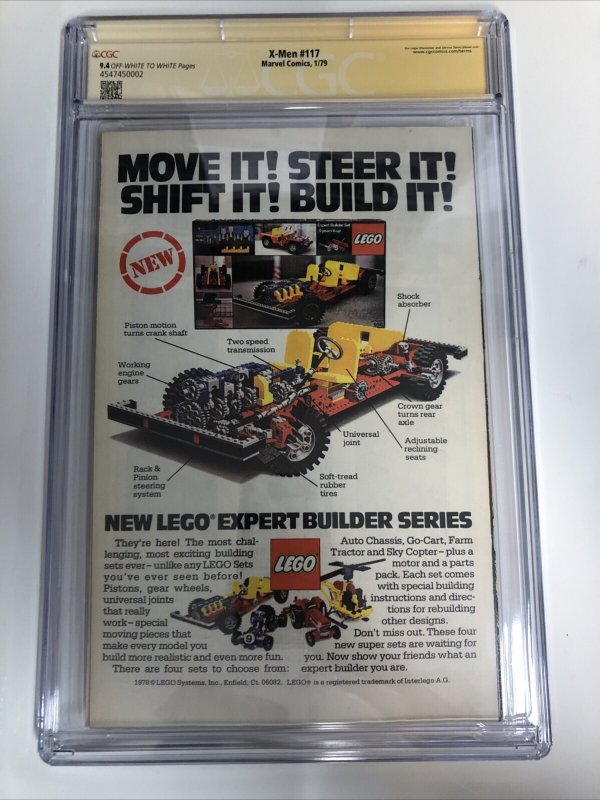 CGC
9.4 OFF-WHITE TO WHITE Pages
4547450002
X-Men #117
Marvel Comics, 1/79
www.cgccomics.com/terms
CGC
MOVE IT! STEER IT!
SHIFT IT! BUILD IT!
NEW
Expert Builder Set
LEGO
Shock
absorber
Piston motion
turns crank shaft
Two speed
transmission
Working
engine
gears
Crown gear
turns rear
axle
Universal
joint
Adjustable
reclining
seats
Rack &
Pinion
steering
system
Soft-tread
rubber
tires
NEW LEGO® EXPERT BUILDER SERIES
They're here! The most chal-
lenging, most exciting building
sets ever – unlike any LEGO Sets
you've ever seen before!
Pistons, gear wheels,
universal joints
that really
work – special
moving pieces that
make every model you
build more realistic and even more fun.
There are four sets to choose from:
LEGO
9
Auto Chassis, Go-Cart, Farm
Tractor and Sky Copter – plus a
motor and a parts
pack. Each set comes
with special building
instructions and direc-
tions for rebuilding
other designs.
Don't miss out. These four
new super sets are waiting for
you. Now show your friends what an
expert builder you are.
1978 © LEGO Systems, Inc., Enfield, Ct. 06082. LEGO® is a registered trademark of Interlego A.G.